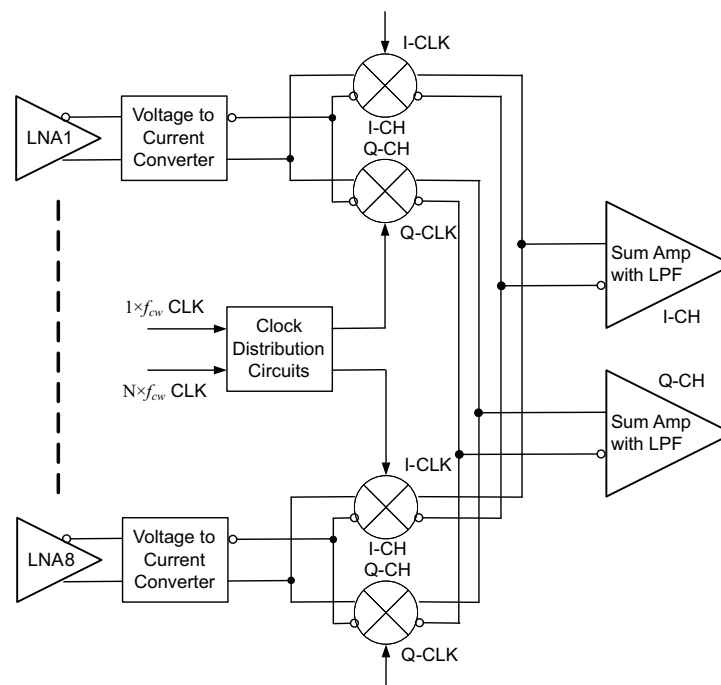 I-CLK
LNA1
Voltage to
Current
Converter
I-CH
Q-CH
Q-CLK
Sum Amp
with LPF
I-CH
1×fcw CLK
Clock
Distribution
Circuits
N×fcw CLK
Q-CH
Sum Amp
with LPF
I-CLK
LNA8
Voltage to
Current
Converter
I-CH
Q-CH
Q-CLK